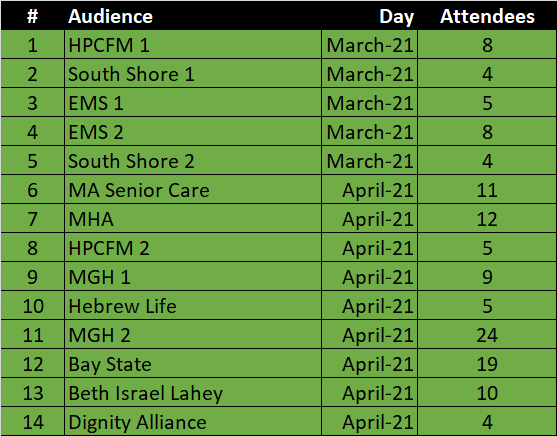 # Audience Day Attendees
1 HPCFM 1 March-21 8
2 South Shore 1 March-21 4
3 EMS 1 March-21 5
4 EMS 2 March-21 8
5 South Shore 2 March-21 4
6 MA Senior Care April-21 11
7 MHA April-21 12
8 HPCFM 2 April-21 5
9 MGH 1 April-21 9
10 Hebrew Life April-21 5
11 MGH 2 April-21 24
12 Bay State April-21 19
13 Beth Israel Lahey April-21 10
14 Dignity Alliance April-21 4